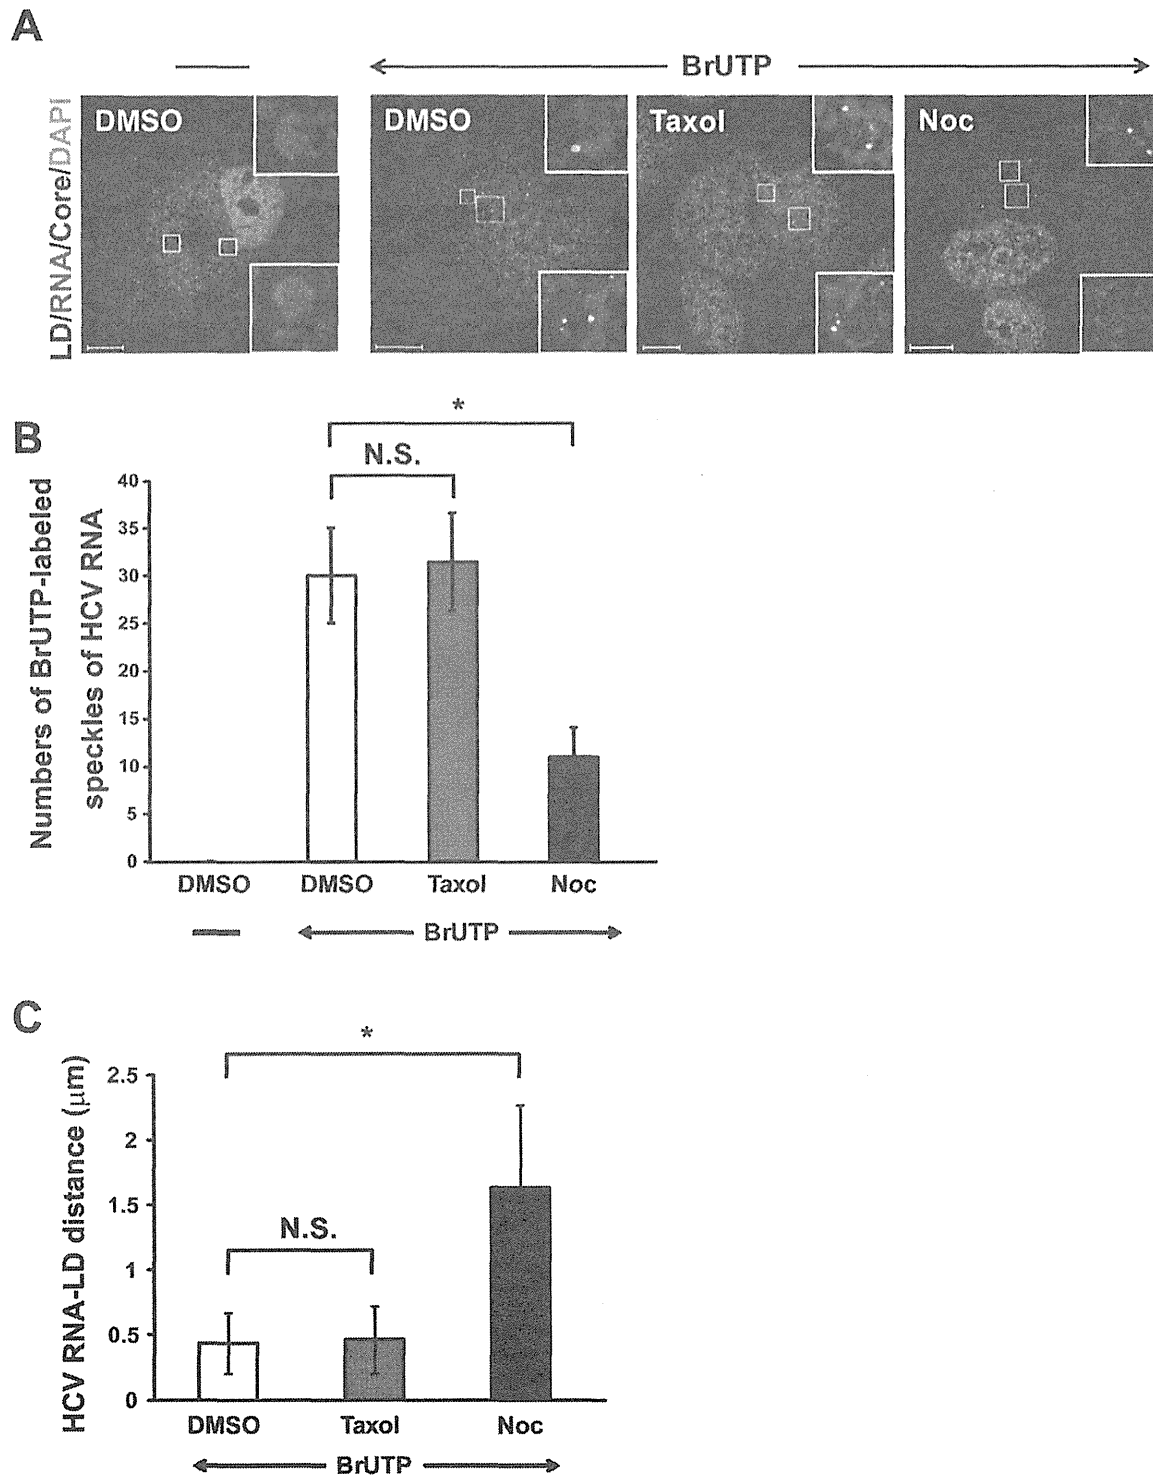 A
BrUTP
LD/RNA/Core/DAPI
DMSO
DMSO
Taxol
Noc
B
*
N.S.
Numbers of BrUTP-labeled
speckles of HCV RNA
40
35
30
25
20
15
10
5
0
DMSO
DMSO
Taxol
Noc
BrUTP
C
*
N.S.
HCV RNA-LD distance (μm)
2.5
2
1.5
1
0.5
0
DMSO
Taxol
Noc
BrUTP